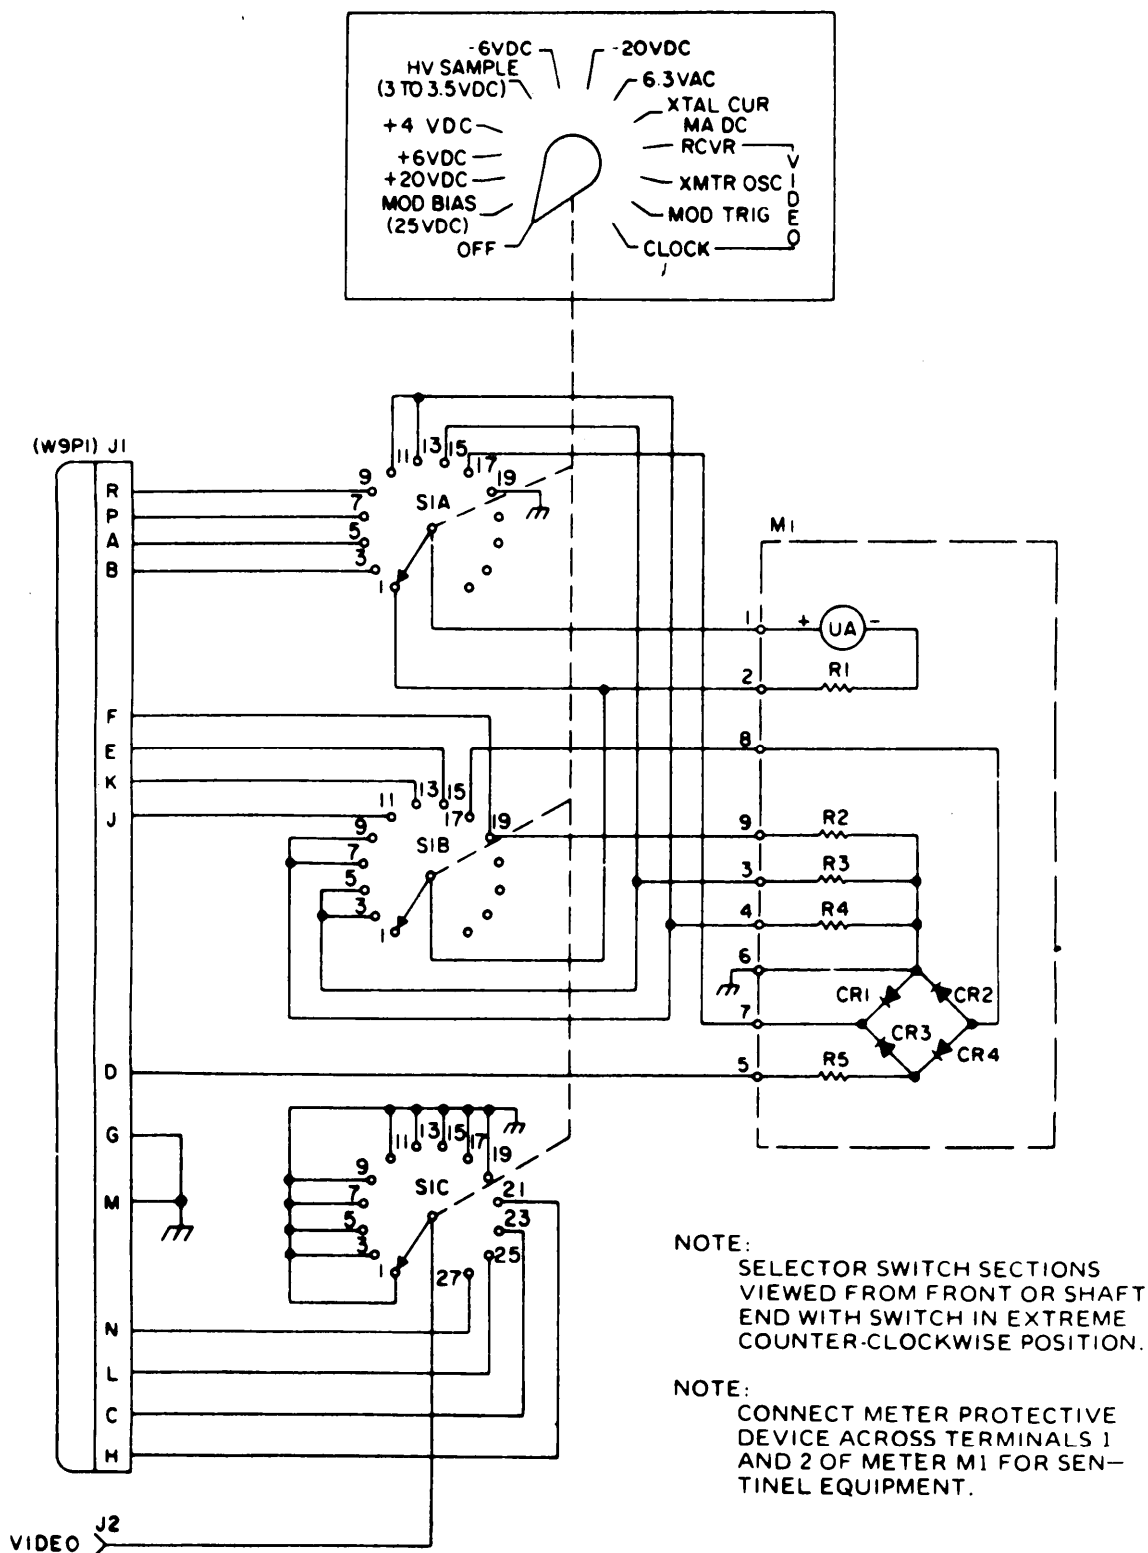 -6VDC
-20VDC
HV SAMPLE
(3 TO 3.5VDC)
6.3VAC
XTAL CUR
MA DC
+4 VDC
RCVR
+6VDC
+20VDC
XMTR OSC
MOD BIAS
(25VDC)
MOD TRIG
OFF
CLOCK
VIDEO
(W9P1) J1
R
P
A
B
F
E
K
J
D
G
M
N
L
C
H
11
13
15
17
9
19
7
S1A
5
3
1
M1
1
+
UA
-
2
R1
8
9
R2
3
R3
4
R4
6
CR1
CR2
7
CR3
CR4
5
R5
11
13
15
17
19
9
S1B
7
5
3
1
11
13
15
17
19
9
S1C
21
7
23
5
25
3
1
27
NOTE:
SELECTOR SWITCH SECTIONS
VIEWED FROM FRONT OR SHAFT
END WITH SWITCH IN EXTREME
COUNTER-CLOCKWISE POSITION.
NOTE:
CONNECT METER PROTECTIVE
DEVICE ACROSS TERMINALS 1
AND 2 OF METER M1 FOR SEN-
TINEL EQUIPMENT.
J2
VIDEO